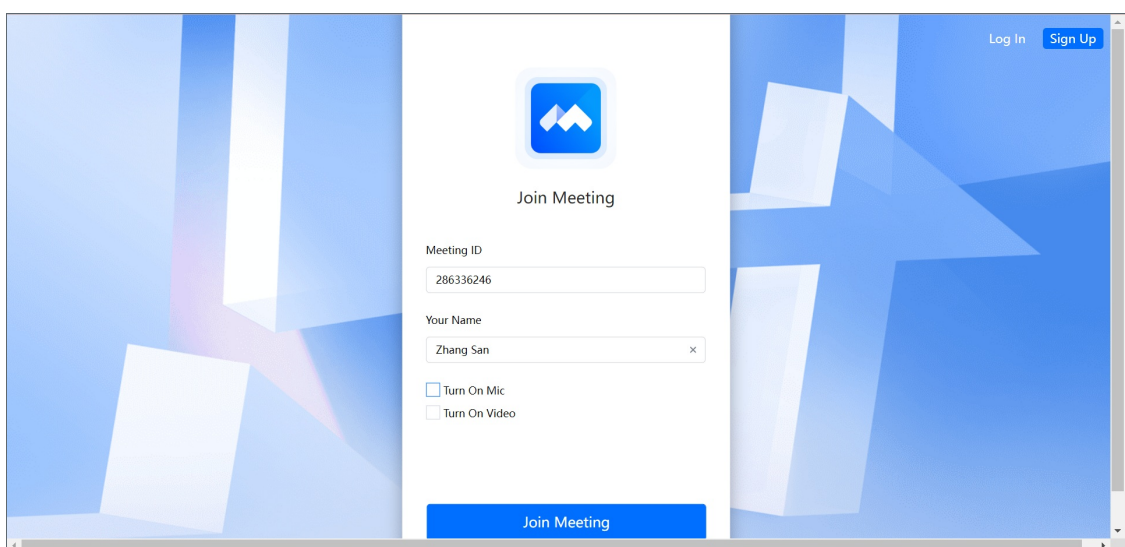 Log In
Sign Up
Join Meeting
Meeting ID
286336246
Your Name
Zhang San
Turn On Mic
Turn On Video
Join Meeting